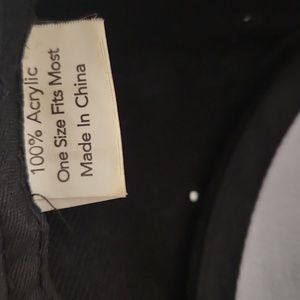 100% Acrylic
One Size Fits Most
Made In China